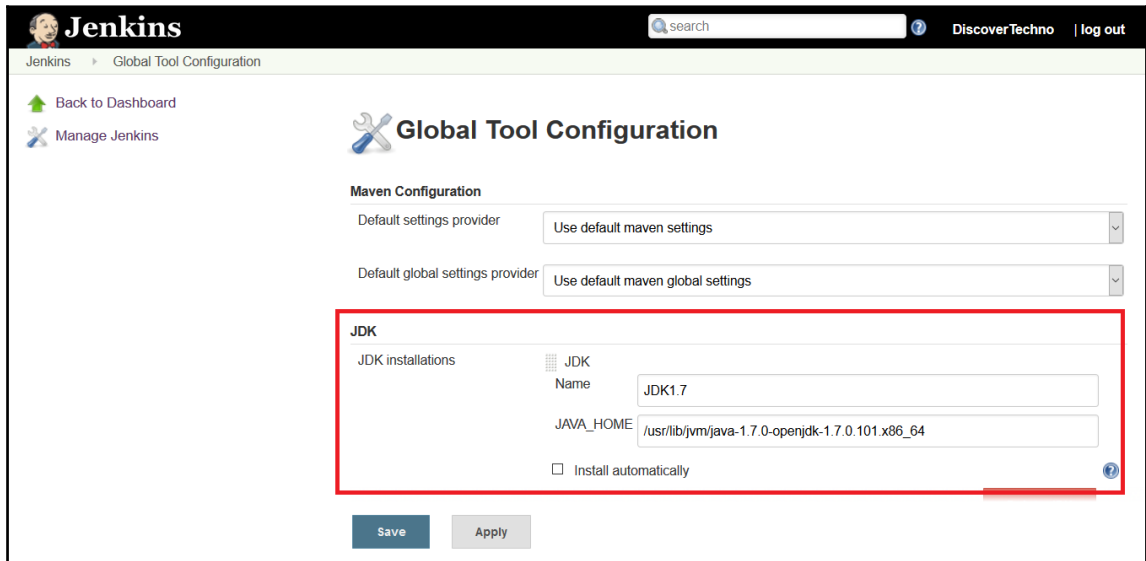 Jenkins
search
DiscoverTechno | log out
Jenkins Global Tool Configuration
Back to Dashboard
Manage Jenkins
Global Tool Configuration
Maven Configuration
Default settings provider Use default maven settings
Default global settings provider Use default maven global settings
JDK
JDK installations JDK
Name JDK1.7
JAVA_HOME /usr/lib/jvm/java-1.7.0-openjdk-1.7.0.101.x86_64
Install automatically
Save Apply